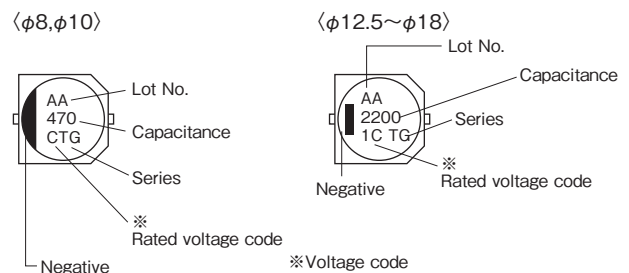 〈φ8,φ10〉
AA
470
CTG
Lot No.
Capacitance
Series
※
Rated voltage code
Negative
〈φ12.5～φ18〉
Lot No.
AA
2200
1C TG
Capacitance
Series
※
Rated voltage code
Negative
※Voltage code